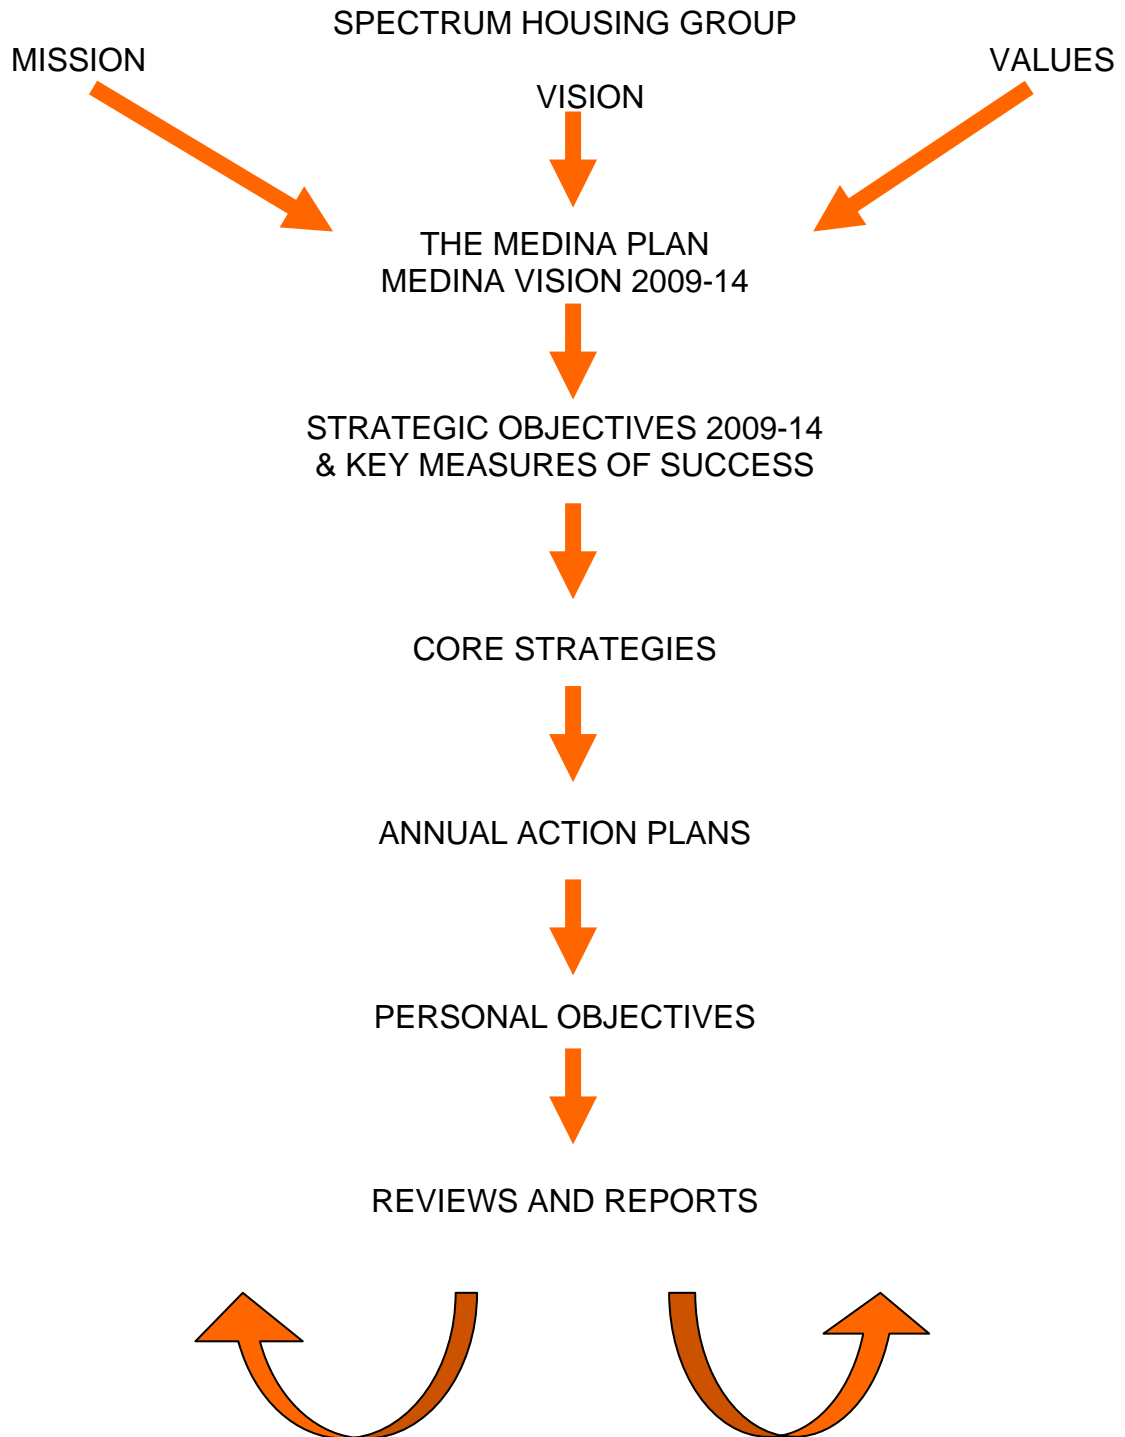 SPECTRUM HOUSING GROUP
MISSION
VALUES
VISION
THE MEDINA PLAN
MEDINA VISION 2009-14
STRATEGIC OBJECTIVES 2009-14
& KEY MEASURES OF SUCCESS
CORE STRATEGIES
ANNUAL ACTION PLANS
PERSONAL OBJECTIVES
REVIEWS AND REPORTS